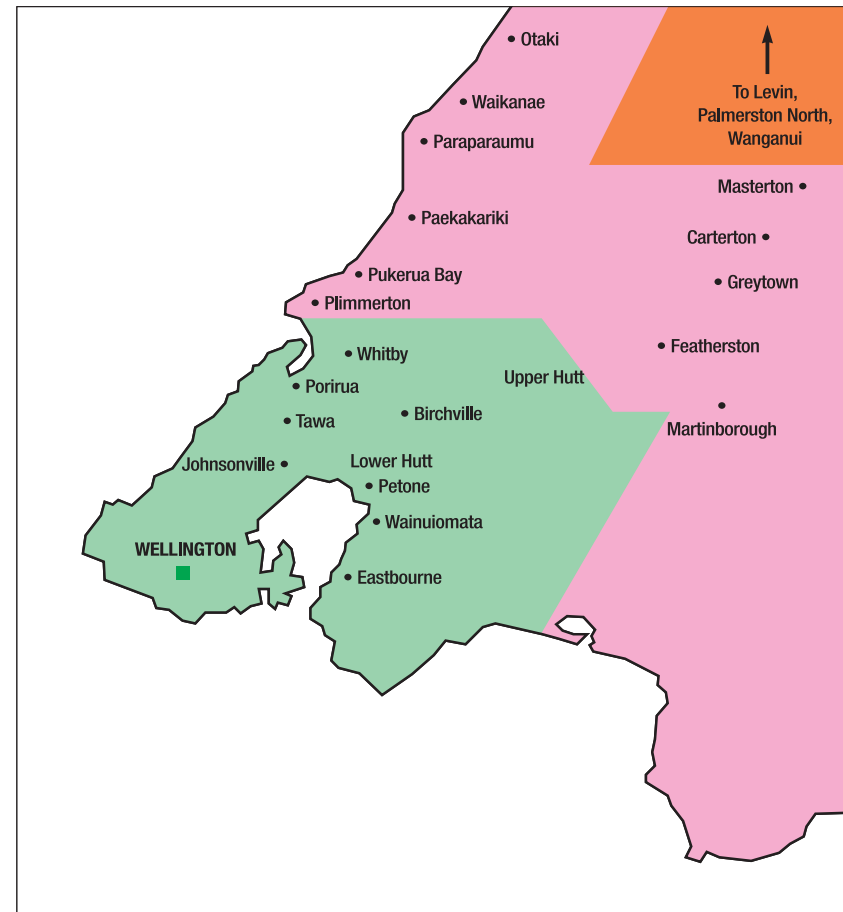 Otaki
To Levin,
Palmerston North,
Wanganui
Waikanae
Paraparaumu
Masterton
Paekakariki
Carterton
Pukerua Bay
Greytown
Plimmerton
Whitby
Featherston
Upper Hutt
Porirua
Birchville
Tawa
Martinborough
Lower Hutt
Johnsonville
Petone
Wainuiomata
WELLINGTON
Eastbourne